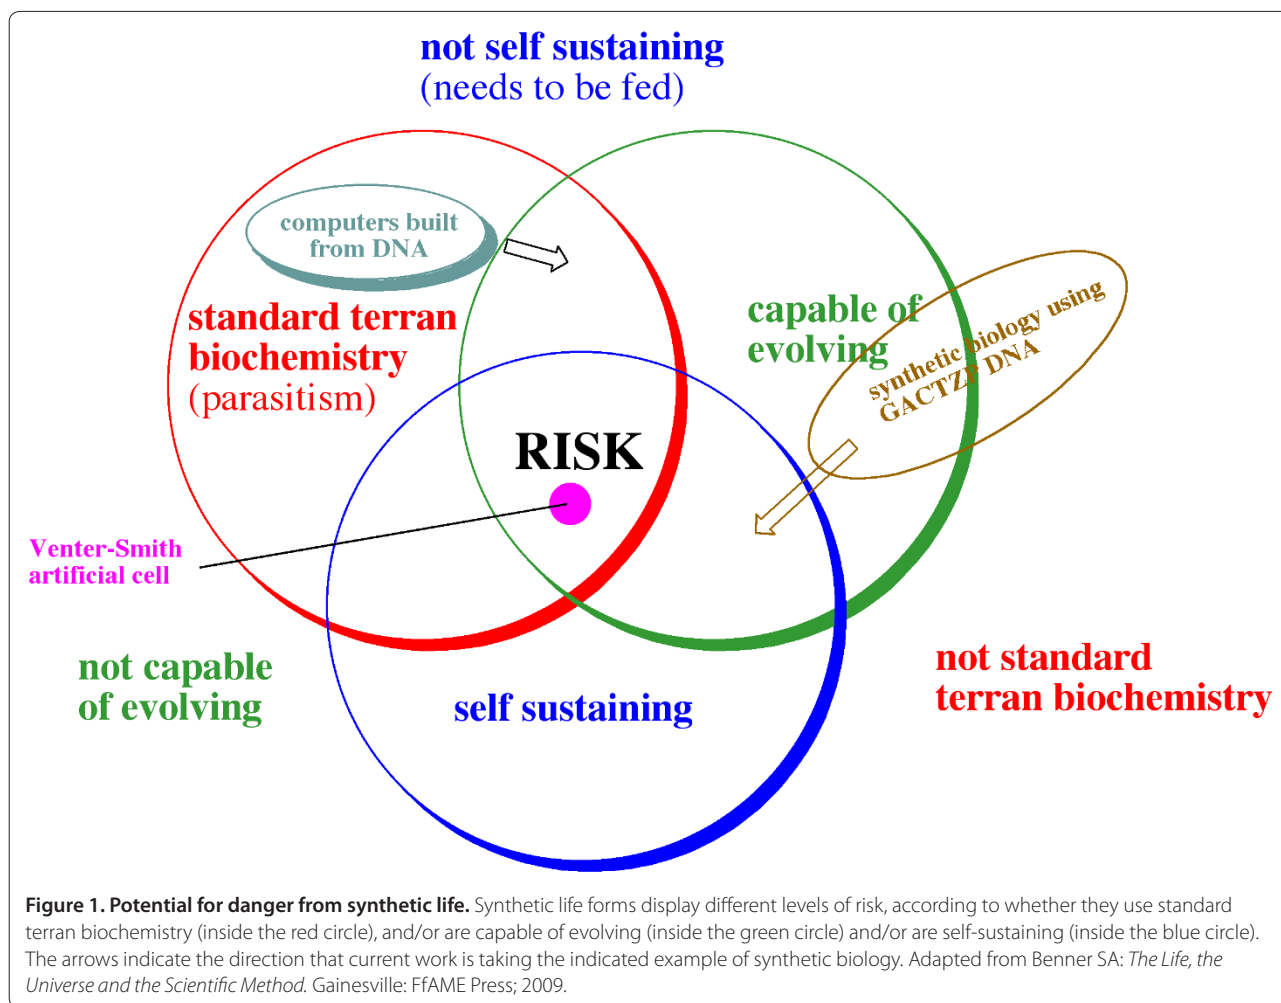 not self sustaining
(needs to be fed)
computers built
from DNA
standard terran
biochemistry
(parasitism)
capable of
evolving
synthetic biology using
GACTZP DNA
RISK
Venter-Smith
artificial cell
not capable
of evolving
self sustaining
not standard
terran biochemistry
Figure 1. Potential for danger from synthetic life. Synthetic life forms display different levels of risk, according to whether they use standard
terran biochemistry (inside the red circle), and/or are capable of evolving (inside the green circle) and/or are self-sustaining (inside the blue circle).
The arrows indicate the direction that current work is taking the indicated example of synthetic biology. Adapted from Benner SA: The Life, the
Universe and the Scientific Method. Gainesville: FfAME Press; 2009.